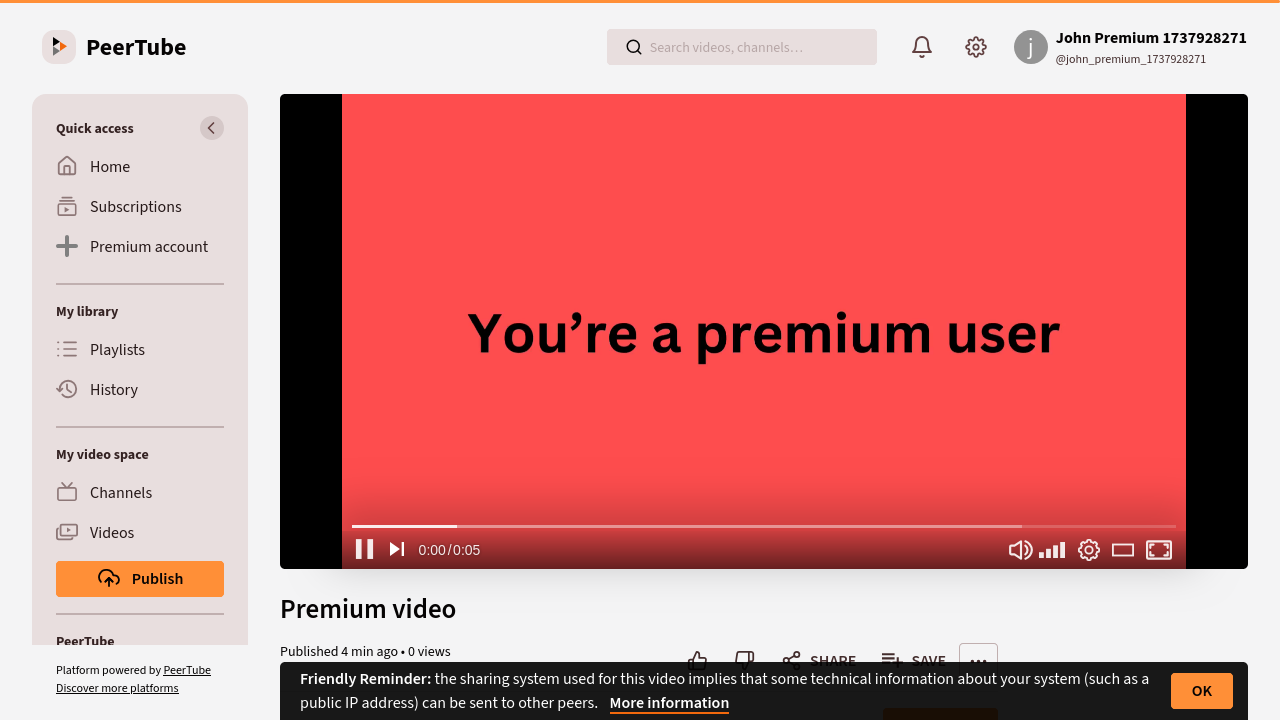 PeerTube
Search videos, channels…
j
John Premium 1737928271
@john_premium_1737928271
Quick access
Home
Subscriptions
Premium account
My library
Playlists
History
My video space
Channels
Videos
Publish
PeerTube
Platform powered by PeerTube
Discover more platforms
You’re a premium user
0:00/0:05
Premium video
Published 4 min ago • 0 views
SHARE
SAVE
Friendly Reminder: the sharing system used for this video implies that some technical information about your system (such as a
public IP address) can be sent to other peers. More information
OK